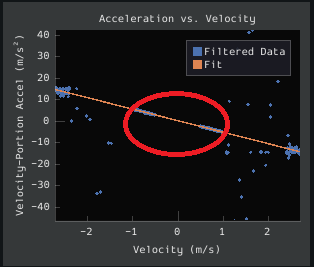 Acceleration vs. Velocity
Filtered Data
Fit
Velocity-Portion Accel (m/s²)
40
30
20
10
0
-10
-20
-30
-40
-2
-1
0
1
2
Velocity (m/s)